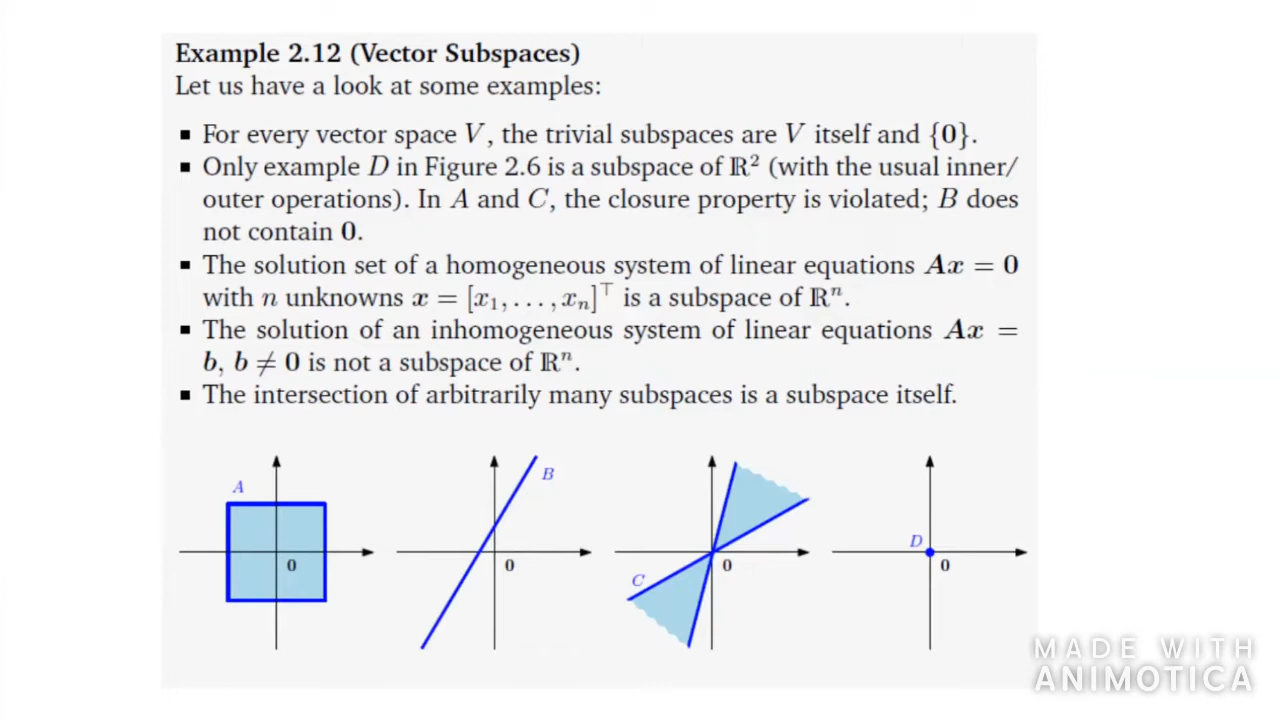 Example 2.12 (Vector Subspaces)
Let us have a look at some examples:
▪ For every vector space V, the trivial subspaces are V itself and {0}.
▪ Only example D in Figure 2.6 is a subspace of ℝ² (with the usual inner/
outer operations). In A and C, the closure property is violated; B does
not contain 0.
▪ The solution set of a homogeneous system of linear equations Ax = 0
with n unknowns x = [x₁, . . . , xₙ]⊤ is a subspace of ℝⁿ.
▪ The solution of an inhomogeneous system of linear equations Ax =
b, b ≠ 0 is not a subspace of ℝⁿ.
▪ The intersection of arbitrarily many subspaces is a subspace itself.
A
0
B
0
C
0
D
0
MADE WITH
ANIMOTICA